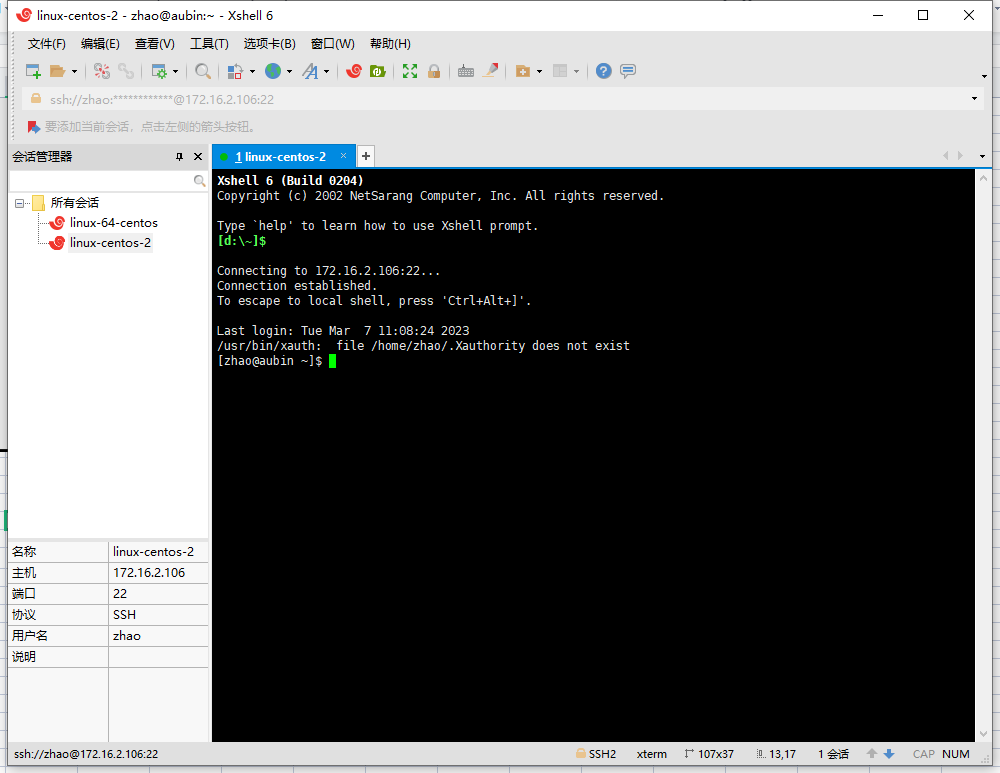 linux-centos-2 - zhao@aubin:~ - Xshell 6
文件(F) 编辑(E) 查看(V) 工具(T) 选项卡(B) 窗口(W) 帮助(H)
ssh://zhao:************@172.16.2.106:22
要添加当前会话，点击左侧的箭头按钮。
会话管理器
1 linux-centos-2
所有会话
linux-64-centos
linux-centos-2
Xshell 6 (Build 0204)
Copyright (c) 2002 NetSarang Computer, Inc. All rights reserved.
Type `help' to learn how to use Xshell prompt.
[d:\~]$
Connecting to 172.16.2.106:22...
Connection established.
To escape to local shell, press 'Ctrl+Alt+]'.
Last login: Tue Mar  7 11:08:24 2023
/usr/bin/xauth:  file /home/zhao/.Xauthority does not exist
[zhao@aubin ~]$
名称 linux-centos-2
主机 172.16.2.106
端口 22
协议 SSH
用户名 zhao
说明
ssh://zhao@172.16.2.106:22 SSH2 xterm 107x37 13,17 1 会话 CAP NUM